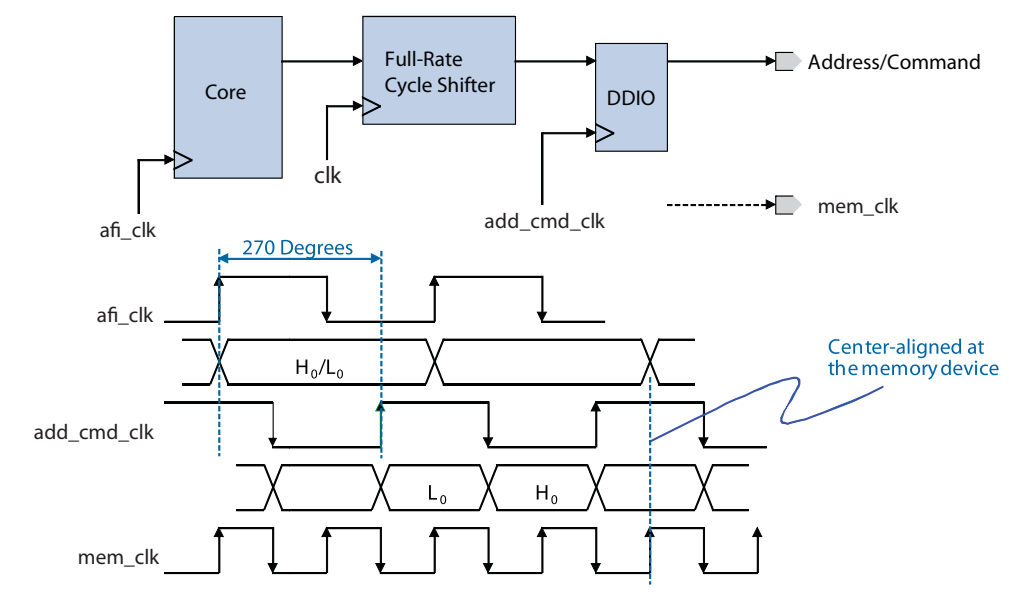 Core
Full-Rate
Cycle Shifter
DDIO
Address/Command
afi_clk
clk
add_cmd_clk
mem_clk
270 Degrees
afi_clk
H0/L0
Center-aligned at
the memory device
add_cmd_clk
L0
H0
mem_clk